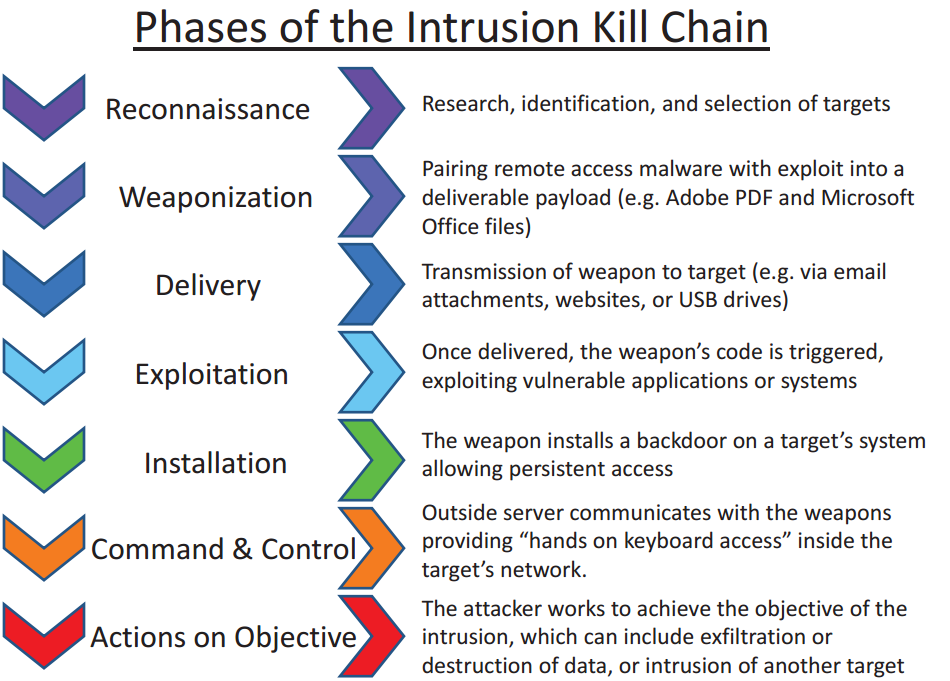 Phases of the Intrusion Kill Chain
Reconnaissance
Research, identification, and selection of targets
Weaponization
Pairing remote access malware with exploit into a
deliverable payload (e.g. Adobe PDF and Microsoft
Office files)
Delivery
Transmission of weapon to target (e.g. via email
attachments, websites, or USB drives)
Exploitation
Once delivered, the weapon’s code is triggered,
exploiting vulnerable applications or systems
Installation
The weapon installs a backdoor on a target’s system
allowing persistent access
Command & Control
Outside server communicates with the weapons
providing “hands on keyboard access” inside the
target’s network.
Actions on Objective
The attacker works to achieve the objective of the
intrusion, which can include exfiltration or
destruction of data, or intrusion of another target